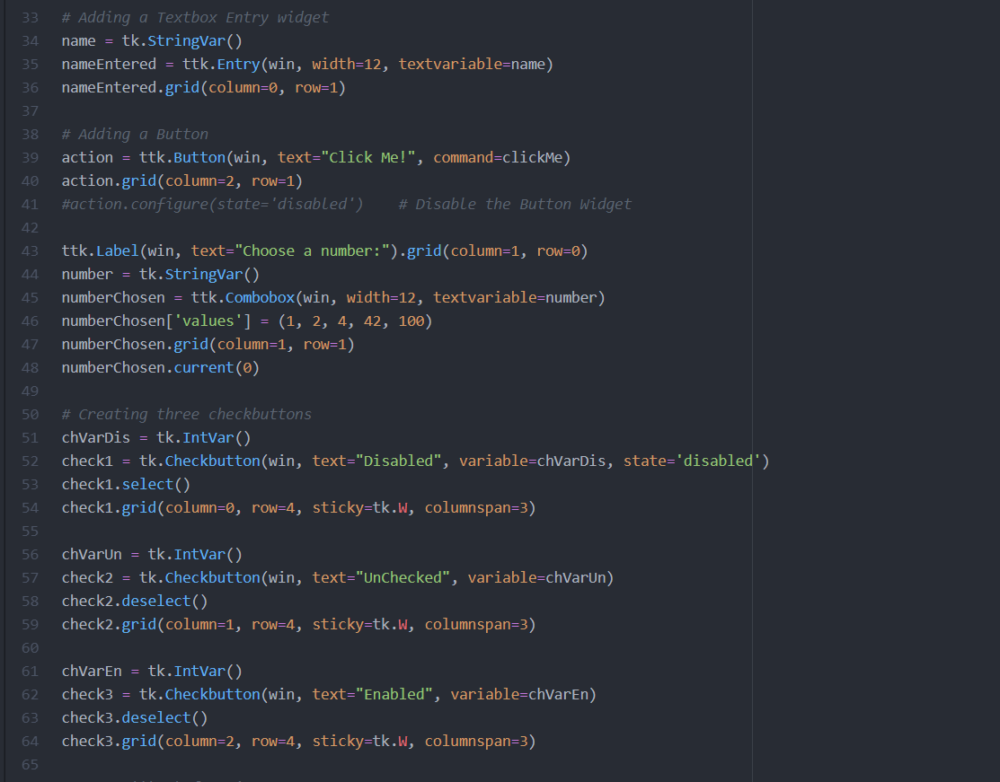 33 # Adding a Textbox Entry widget
34 name = tk.StringVar()
35 nameEntered = ttk.Entry(win, width=12, textvariable=name)
36 nameEntered.grid(column=0, row=1)
37
38 # Adding a Button
39 action = ttk.Button(win, text="Click Me!", command=clickMe)
40 action.grid(column=2, row=1)
41 #action.configure(state='disabled')    # Disable the Button Widget
42
43 ttk.Label(win, text="Choose a number:").grid(column=1, row=0)
44 number = tk.StringVar()
45 numberChosen = ttk.Combobox(win, width=12, textvariable=number)
46 numberChosen['values'] = (1, 2, 4, 42, 100)
47 numberChosen.grid(column=1, row=1)
48 numberChosen.current(0)
49
50 # Creating three checkbuttons
51 chVarDis = tk.IntVar()
52 check1 = tk.Checkbutton(win, text="Disabled", variable=chVarDis, state='disabled')
53 check1.select()
54 check1.grid(column=0, row=4, sticky=tk.W, columnspan=3)
55
56 chVarUn = tk.IntVar()
57 check2 = tk.Checkbutton(win, text="UnChecked", variable=chVarUn)
58 check2.deselect()
59 check2.grid(column=1, row=4, sticky=tk.W, columnspan=3)
60
61 chVarEn = tk.IntVar()
62 check3 = tk.Checkbutton(win, text="Enabled", variable=chVarEn)
63 check3.deselect()
64 check3.grid(column=2, row=4, sticky=tk.W, columnspan=3)
65